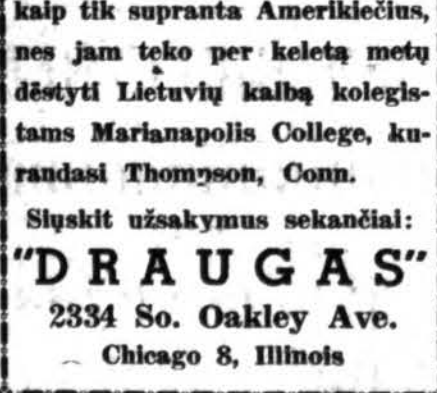 kaip tik supranta Amerikiečius,
nes jam teko per keletą metų
dėstyti Lietuvių kalbą kolegis-
tams Marianapolis College, ku-
randasi Thompson, Conn.
Siųskit užsakymus sekančiai:
"DRAUGAS"
2334 So. Oakley Ave.
Chicago 8, Illinois